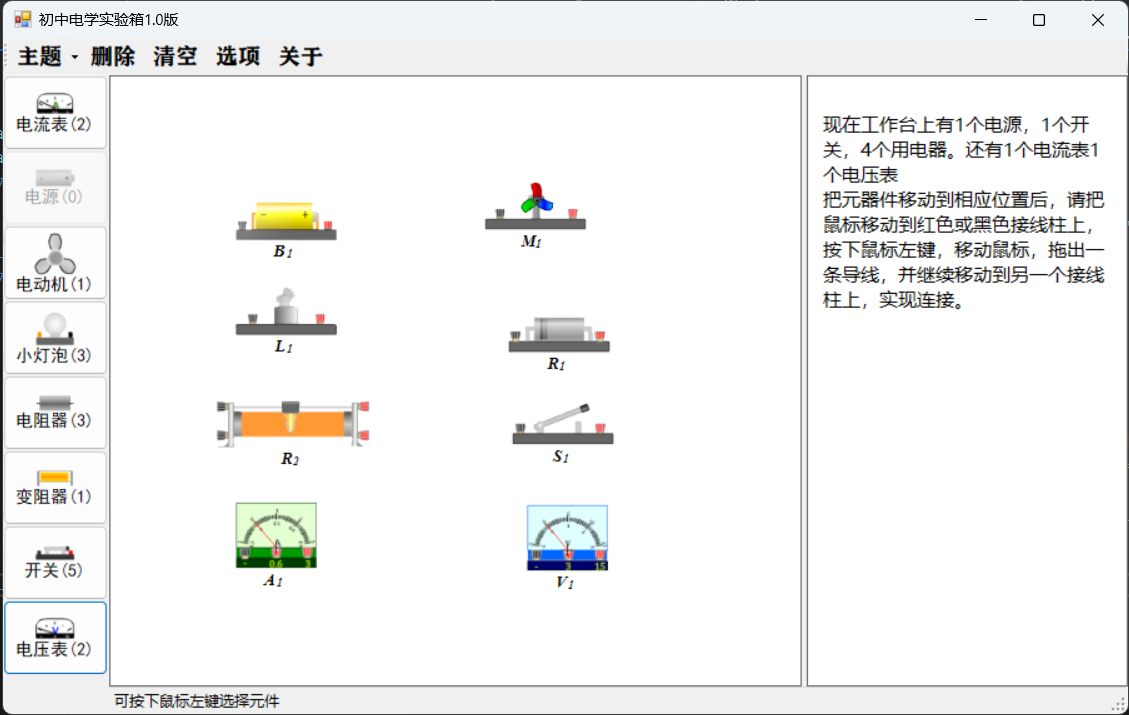 初中电学实验箱1.0版
主题 删除 清空 选项 关于
电流表(2)
电源(0)
电动机(1)
小灯泡(3)
电阻器(3)
变阻器(1)
开关(5)
电压表(2)
B1
M1
L1
R1
R2
S1
A
- 0.6 3
A1
V
- 3 15
V1
现在工作台上有1个电源，1个开
关，4个用电器。还有1个电流表1
个电压表
把元器件移动到相应位置后，请把
鼠标移动到红色或黑色接线柱上，
按下鼠标左键，移动鼠标，拖出一
条导线，并继续移动到另一个接线
柱上，实现连接。
可按下鼠标左键选择元件